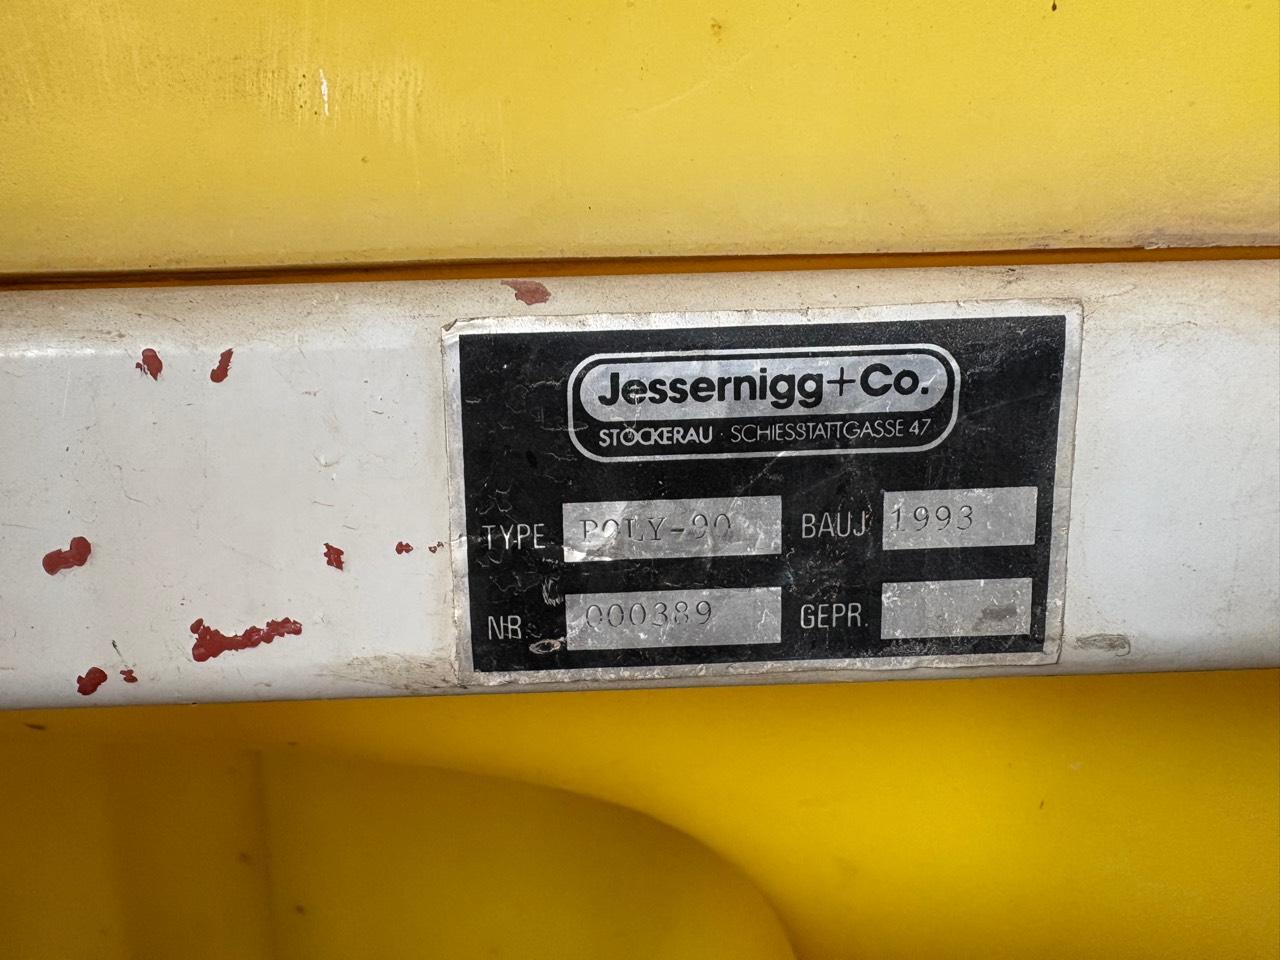 Jessernigg+Co.
STOCKERAU · SCHIESSTATTGASSE 47
TYPE POLY-90 BAUJ 1993
NR. 000389 GEPR.